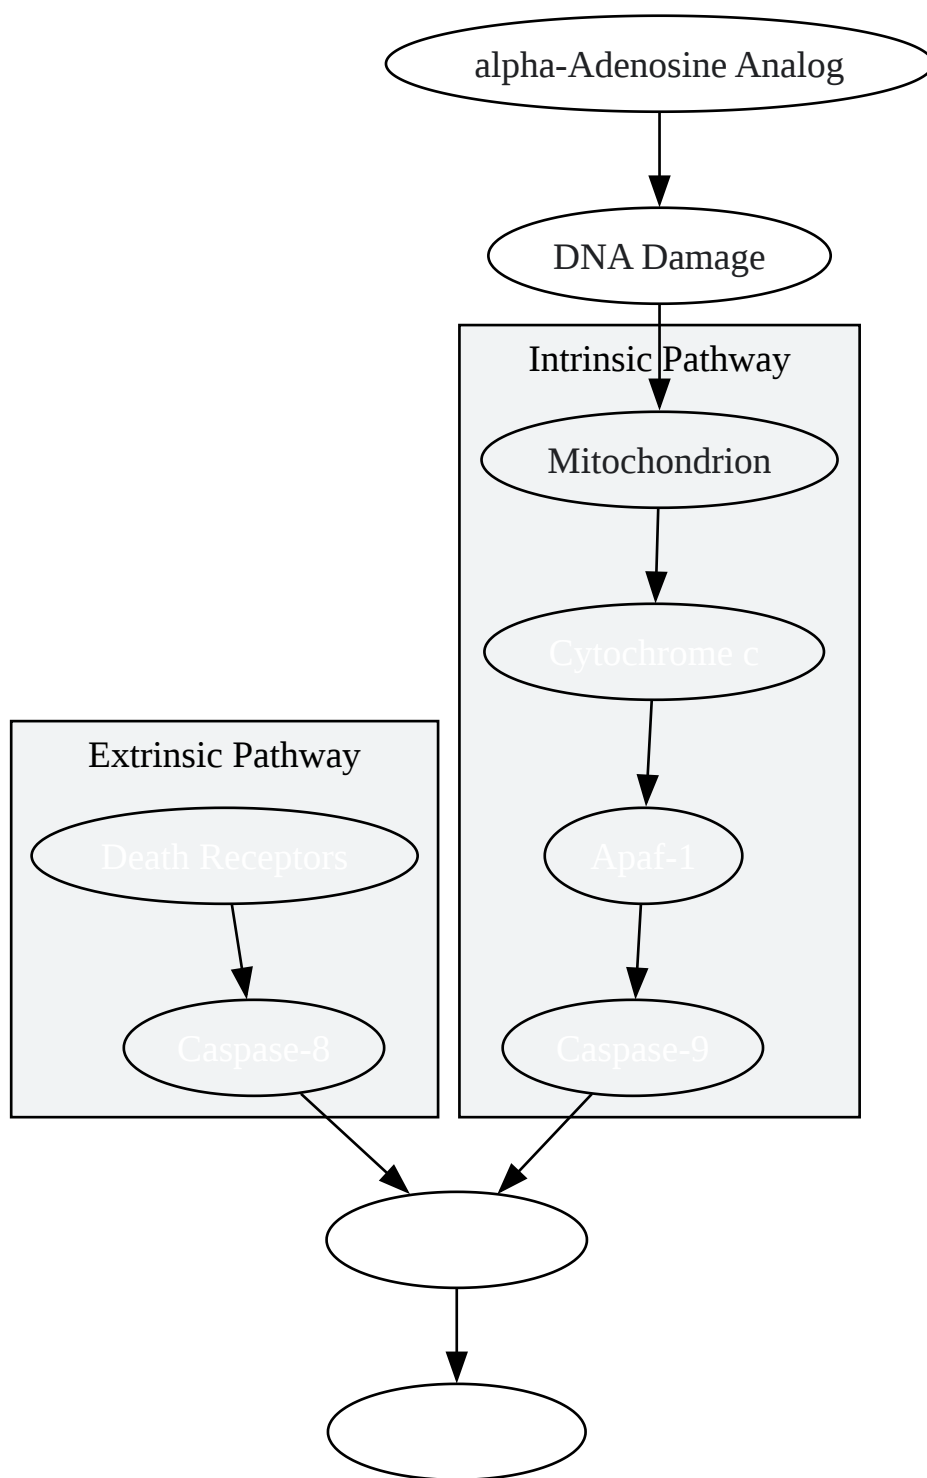 alpha-Adenosine Analog
DNA Damage
Intrinsic Pathway
Mitochondrion
Cytochrome c
Extrinsic Pathway
Death Receptors
Apaf-1
Caspase-8
Caspase-9